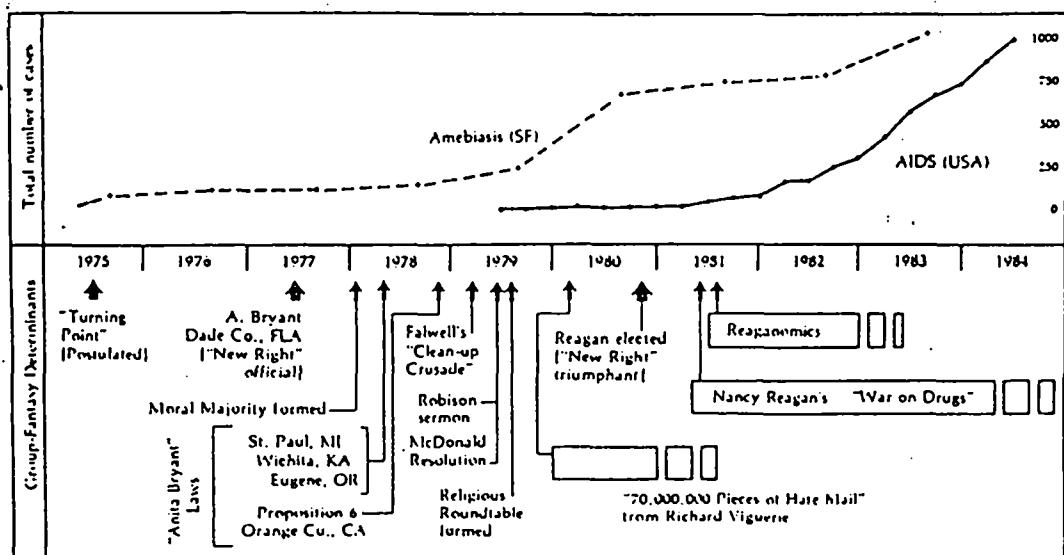 Total number of cases
Amebiasis (SF)
AIDS (USA)
1000
750
500
250
0
1975
1976
1977
1978
1979
1980
1981
1982
1983
1984
Group-Fantasy Determinants
"Turning
Point"
(Postulated)
A. Bryant
Dade Co., FLA
("New Right"
official)
Moral Majority formed
"Anita Bryant"
Laws
St. Paul, MI
Wichita, KA
Eugene, OR
Proposition 6
Orange Co., CA
Falwell's
"Clean-up
Crusade"
Robison
sermon
McDonald
Resolution
Religious
Roundtable
formed
Reagan elected
("New Right"
triumphant)
Reaganomics
Nancy Reagan's "War on Drugs"
"70,000,000 Pieces of Hate Mail"
from Richard Viguerie